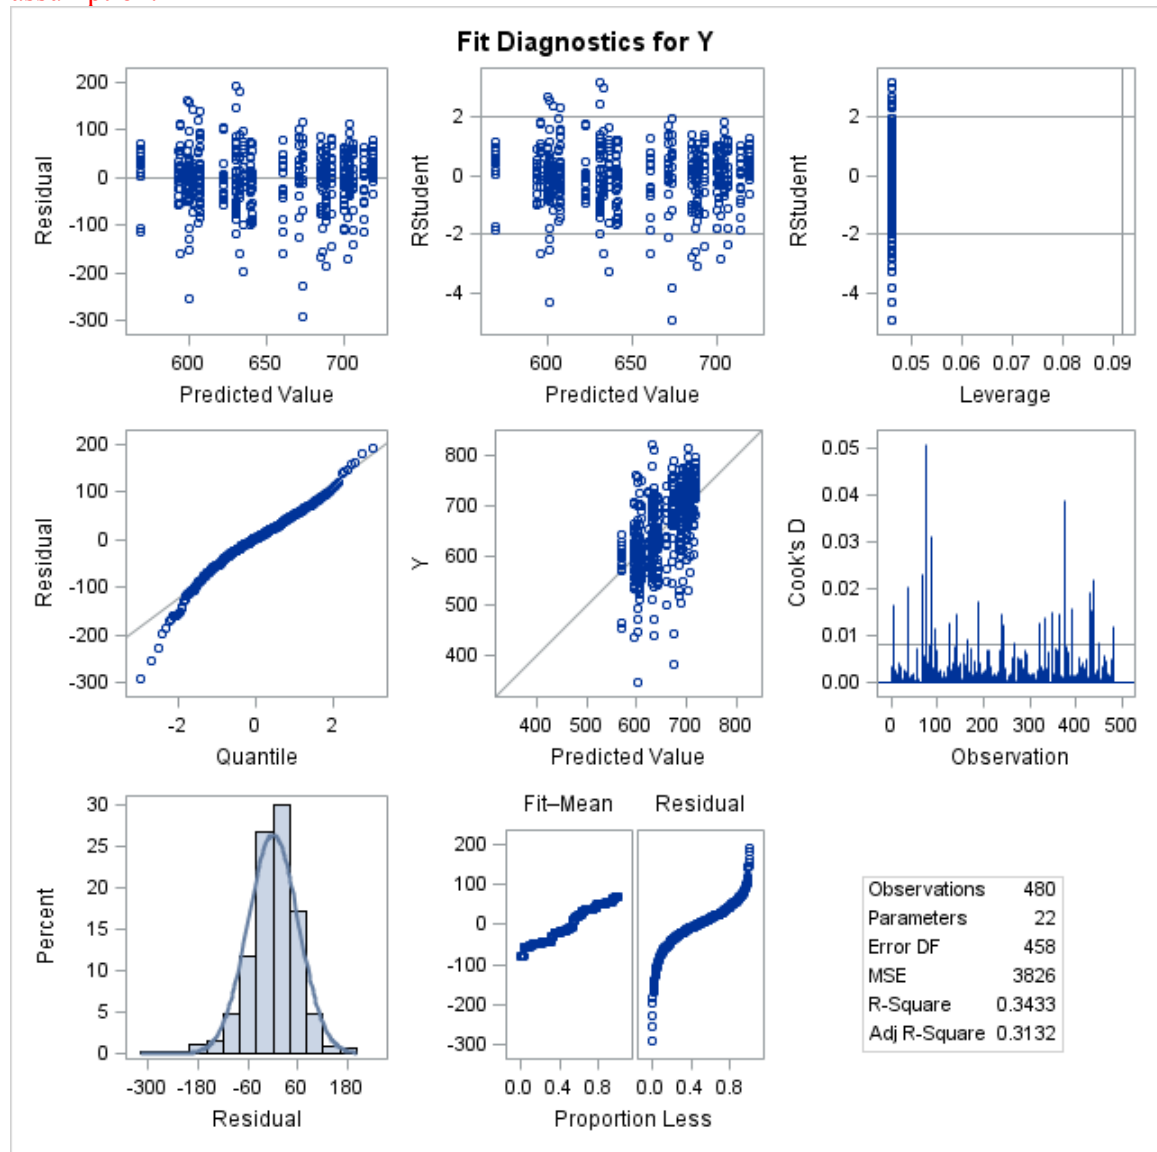 Fit Diagnostics for Y
200
100
0
-100
-200
-300
Residual
600 650 700
Predicted Value
2
0
-2
-4
RStudent
600 650 700
Predicted Value
2
0
-2
-4
RStudent
0.05 0.06 0.07 0.08 0.09
Leverage
200
100
0
-100
-200
-300
Residual
-2 0 2
Quantile
800
700
600
500
400
Y
400 500 600 700 800
Predicted Value
0.05
0.04
0.03
0.02
0.01
0.00
Cook's D
0 100 200 300 400 500
Observation
30
25
20
15
10
5
0
Percent
-300 -180 -60 60 180
Residual
Fit–Mean Residual
200
100
0
-100
-200
-300
0.0 0.4 0.8 0.0 0.4 0.8
Proportion Less
Observations 480
Parameters 22
Error DF 458
MSE 3826
R-Square 0.3433
Adj R-Square 0.3132